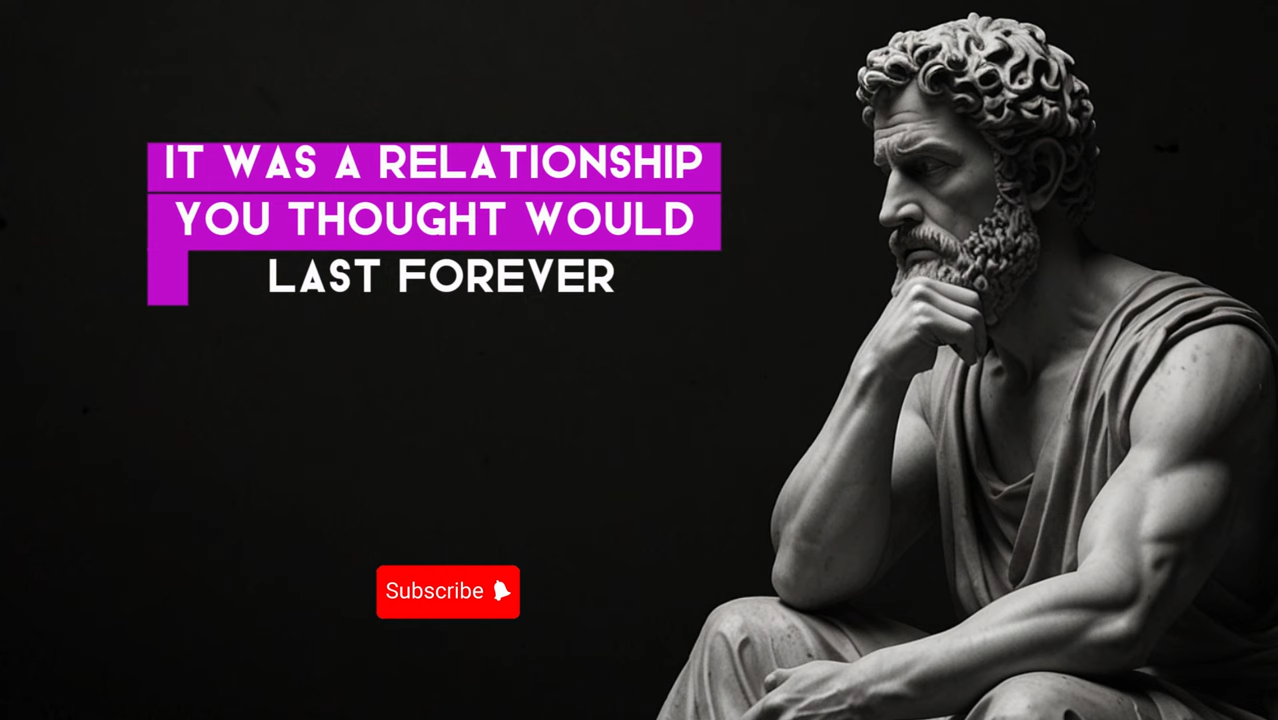 IT WAS A RELATIONSHIP
YOU THOUGHT WOULD
LAST FOREVER
Subscribe